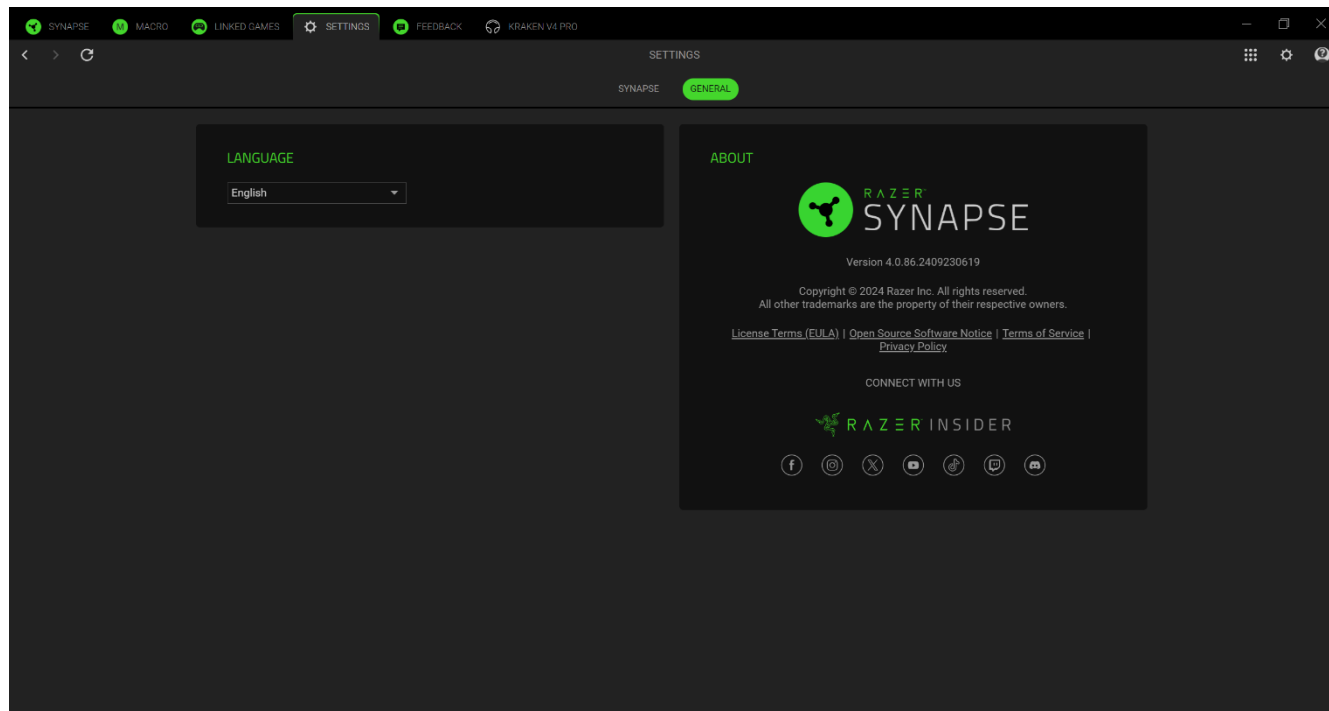 SYNAPSE MACRO LINKED GAMES SETTINGS FEEDBACK KRAKEN V4 PRO
SETTINGS
SYNAPSE GENERAL
LANGUAGE
English
ABOUT
RAZER™
SYNAPSE
Version 4.0.86.2409230619
Copyright © 2024 Razer Inc. All rights reserved.
All other trademarks are the property of their respective owners.
License Terms (EULA) | Open Source Software Notice | Terms of Service |
Privacy Policy
CONNECT WITH US
RAZER INSIDER